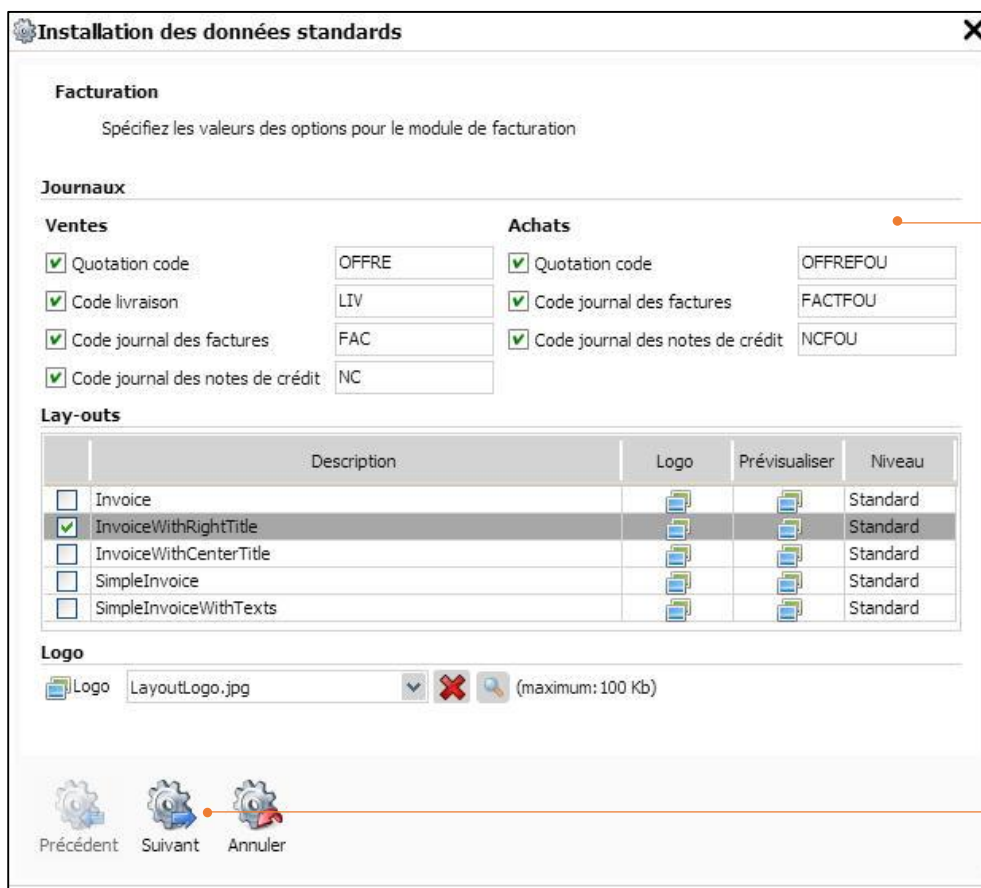 Installation des données standards
Facturation
Spécifiez les valeurs des options pour le module de facturation
Journaux
Ventes
Achats
Quotation code OFFRE Quotation code OFFREFOU
Code livraison LIV Code journal des factures FACTFOU
Code journal des factures FAC Code journal des notes de crédit NCFOU
Code journal des notes de crédit NC
Lay-outs
Description Logo Prévisualiser Niveau
Invoice Standard
InvoiceWithRightTitle Standard
InvoiceWithCenterTitle Standard
SimpleInvoice Standard
SimpleInvoiceWithTexts Standard
Logo
Logo LayoutLogo.jpg (maximum: 100 Kb)
Précédent Suivant Annuler